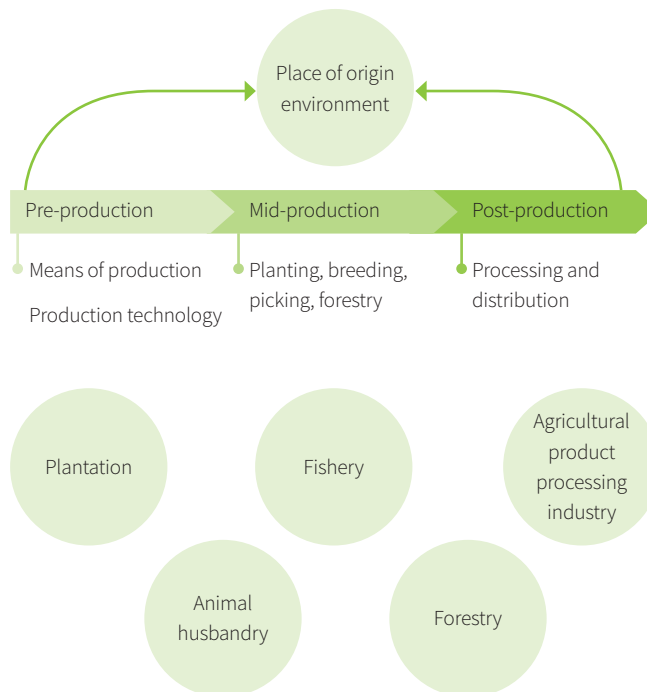 Place of origin
environment
Pre-production
Mid-production
Post-production
Means of production
Production technology
Planting, breeding,
picking, forestry
Processing and
distribution
Plantation
Fishery
Agricultural
product
processing
industry
Animal
husbandry
Forestry